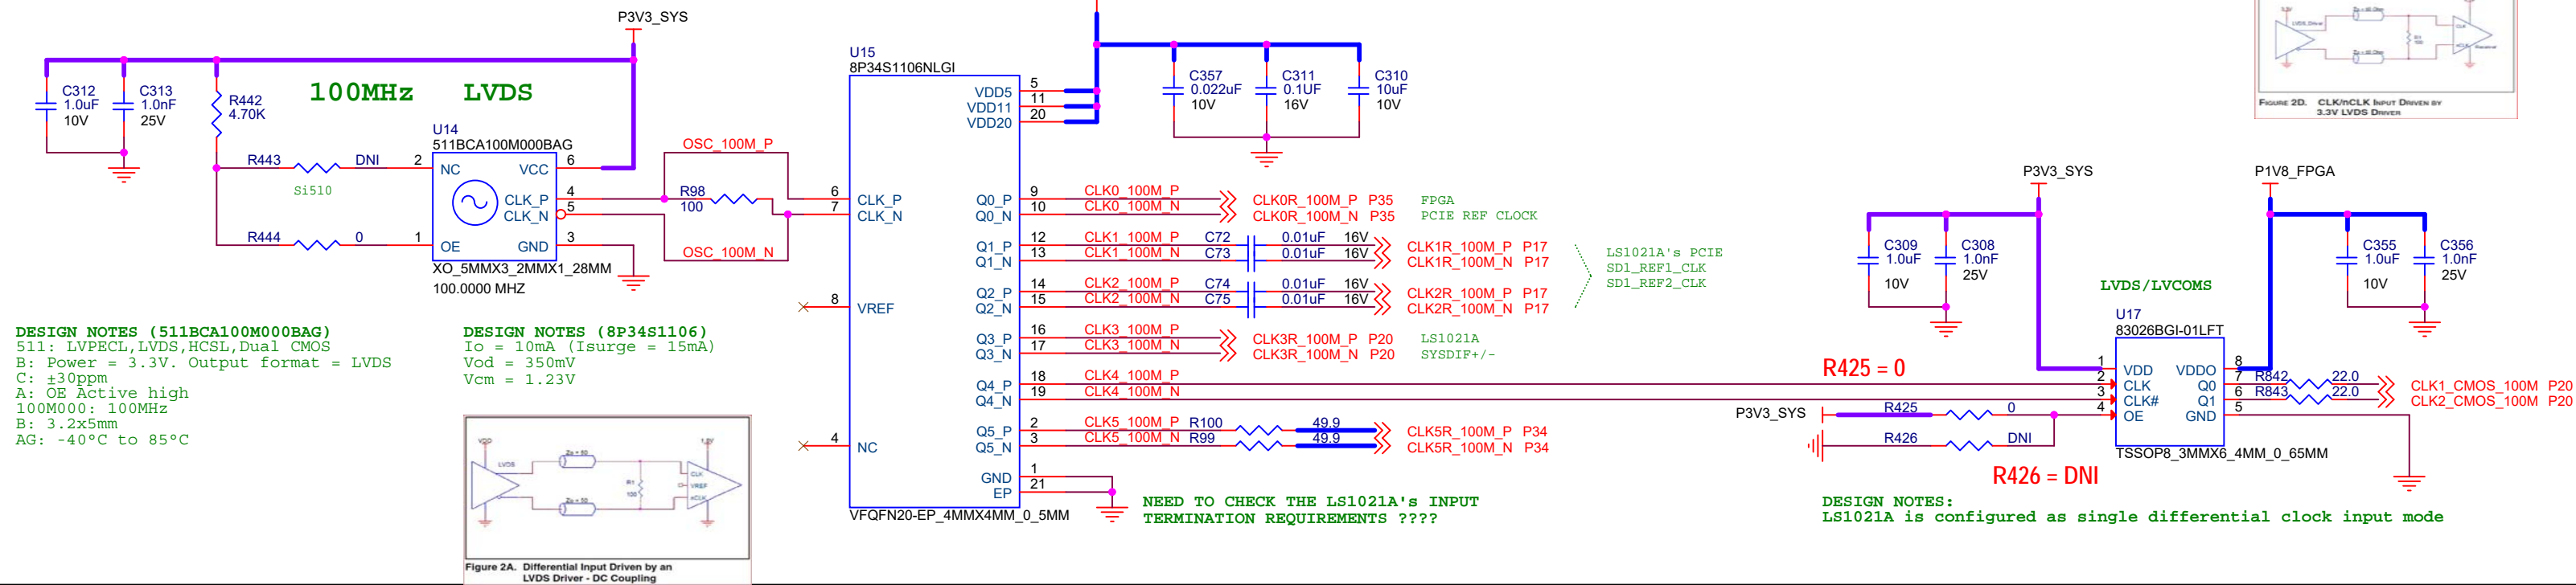 P3V3_SYS
C312
1.0uF
10V
C313
1.0nF
25V
R442
4.70K
100MHz LVDS
U14
511BCA100M000BAG
R443 DNI 2 NC VCC 6
Si510
CLK_P 4
CLK_N 5
R444 0 1 OE GND 3
XO_5MMX3_2MMX1_28MM
100.0000 MHZ
OSC_100M_P
R98
100
OSC_100M_N
U15
8P34S1106NLGI
6 CLK_P
7 CLK_N
8 VREF
4 NC
VDD5 5
VDD11 11
VDD20 20
Q0_P 9 CLK0_100M_P CLK0R_100M_P P35 FPGA
Q0_N 10 CLK0_100M_N CLK0R_100M_N P35 PCIE REF CLOCK
Q1_P 12 CLK1_100M_P C72 0.01uF 16V CLK1R_100M_P P17
Q1_N 13 CLK1_100M_N C73 0.01uF 16V CLK1R_100M_N P17
Q2_P 14 CLK2_100M_P C74 0.01uF 16V CLK2R_100M_P P17
Q2_N 15 CLK2_100M_N C75 0.01uF 16V CLK2R_100M_N P17
LS1021A's PCIE
SD1_REF1_CLK
SD1_REF2_CLK
Q3_P 16 CLK3_100M_P CLK3R_100M_P P20 LS1021A
Q3_N 17 CLK3_100M_N CLK3R_100M_N P20 SYSDIF+/-
Q4_P 18 CLK4_100M_P
Q4_N 19 CLK4_100M_N
Q5_P 2 CLK5_100M_P R100 49.9 CLK5R_100M_P P34
Q5_N 3 CLK5_100M_N R99 49.9 CLK5R_100M_N P34
GND 1
EP 21
VFQFN20-EP_4MMX4MM_0_5MM
C357
0.022uF
10V
C311
0.1UF
16V
C310
10uF
10V
NEED TO CHECK THE LS1021A's INPUT
TERMINATION REQUIREMENTS ????
DESIGN NOTES (511BCA100M000BAG)
511: LVPECL,LVDS,HCSL,Dual CMOS
B: Power = 3.3V. Output format = LVDS
C: ±30ppm
A: OE Active high
100M000: 100MHz
B: 3.2x5mm
AG: -40°C to 85°C
DESIGN NOTES (8P34S1106)
Io = 10mA (Isurge = 15mA)
Vod = 350mV
Vcm = 1.23V
VDD
LVDS
Zo = 50
Zo = 50
R1
100
CLK
VREF
nCLK
Figure 2A. Differential Input Driven by an
LVDS Driver - DC Coupling
FIGURE 2D. CLK/nCLK INPUT DRIVEN BY
3.3V LVDS DRIVER
P3V3_SYS
P1V8_FPGA
C309
1.0uF
10V
C308
1.0nF
25V
C355
1.0uF
10V
C356
1.0nF
25V
LVDS/LVCOMS
U17
83026BGI-01LFT
1 VDD VDDO 8
2 CLK Q0 7 R842 22.0 CLK1_CMOS_100M P20
3 CLK# Q1 6 R843 22.0 CLK2_CMOS_100M P20
4 OE GND 5
TSSOP8_3MMX6_4MM_0_65MM
R425 = 0
P3V3_SYS R425 0
R426 DNI
R426 = DNI
DESIGN NOTES:
LS1021A is configured as single differential clock input mode